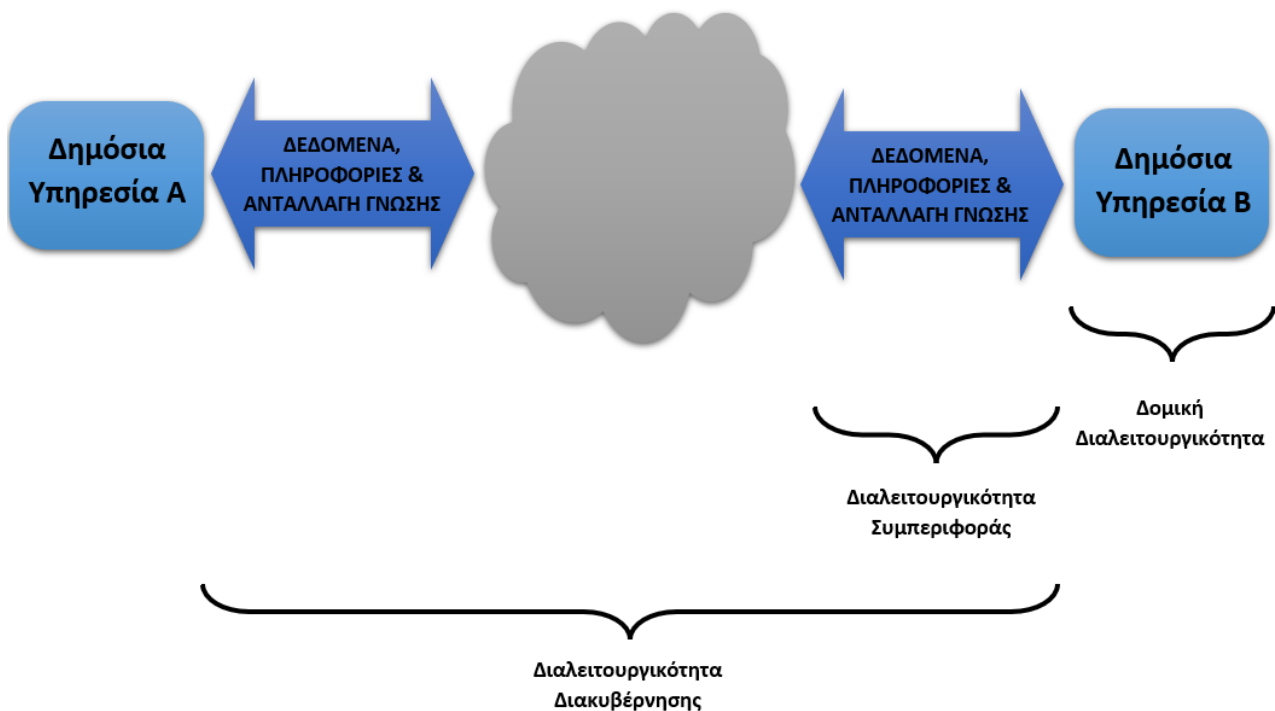 Δημόσια
Υπηρεσία Α
ΔΕΔΟΜΕΝΑ,
ΠΛΗΡΟΦΟΡΙΕΣ &
ΑΝΤΑΛΛΑΓΗ ΓΝΩΣΗΣ
ΔΕΔΟΜΕΝΑ,
ΠΛΗΡΟΦΟΡΙΕΣ &
ΑΝΤΑΛΛΑΓΗ ΓΝΩΣΗΣ
Δημόσια
Υπηρεσία Β
Δομική
Διαλειτουργικότητα
Διαλειτουργικότητα
Συμπεριφοράς
Διαλειτουργικότητα
Διακυβέρνησης